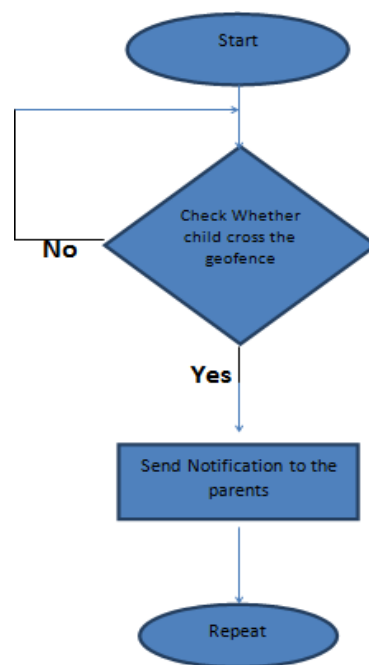 Start
Check Whether
child cross the
geofence
No
Yes
Send Notification to the
parents
Repeat